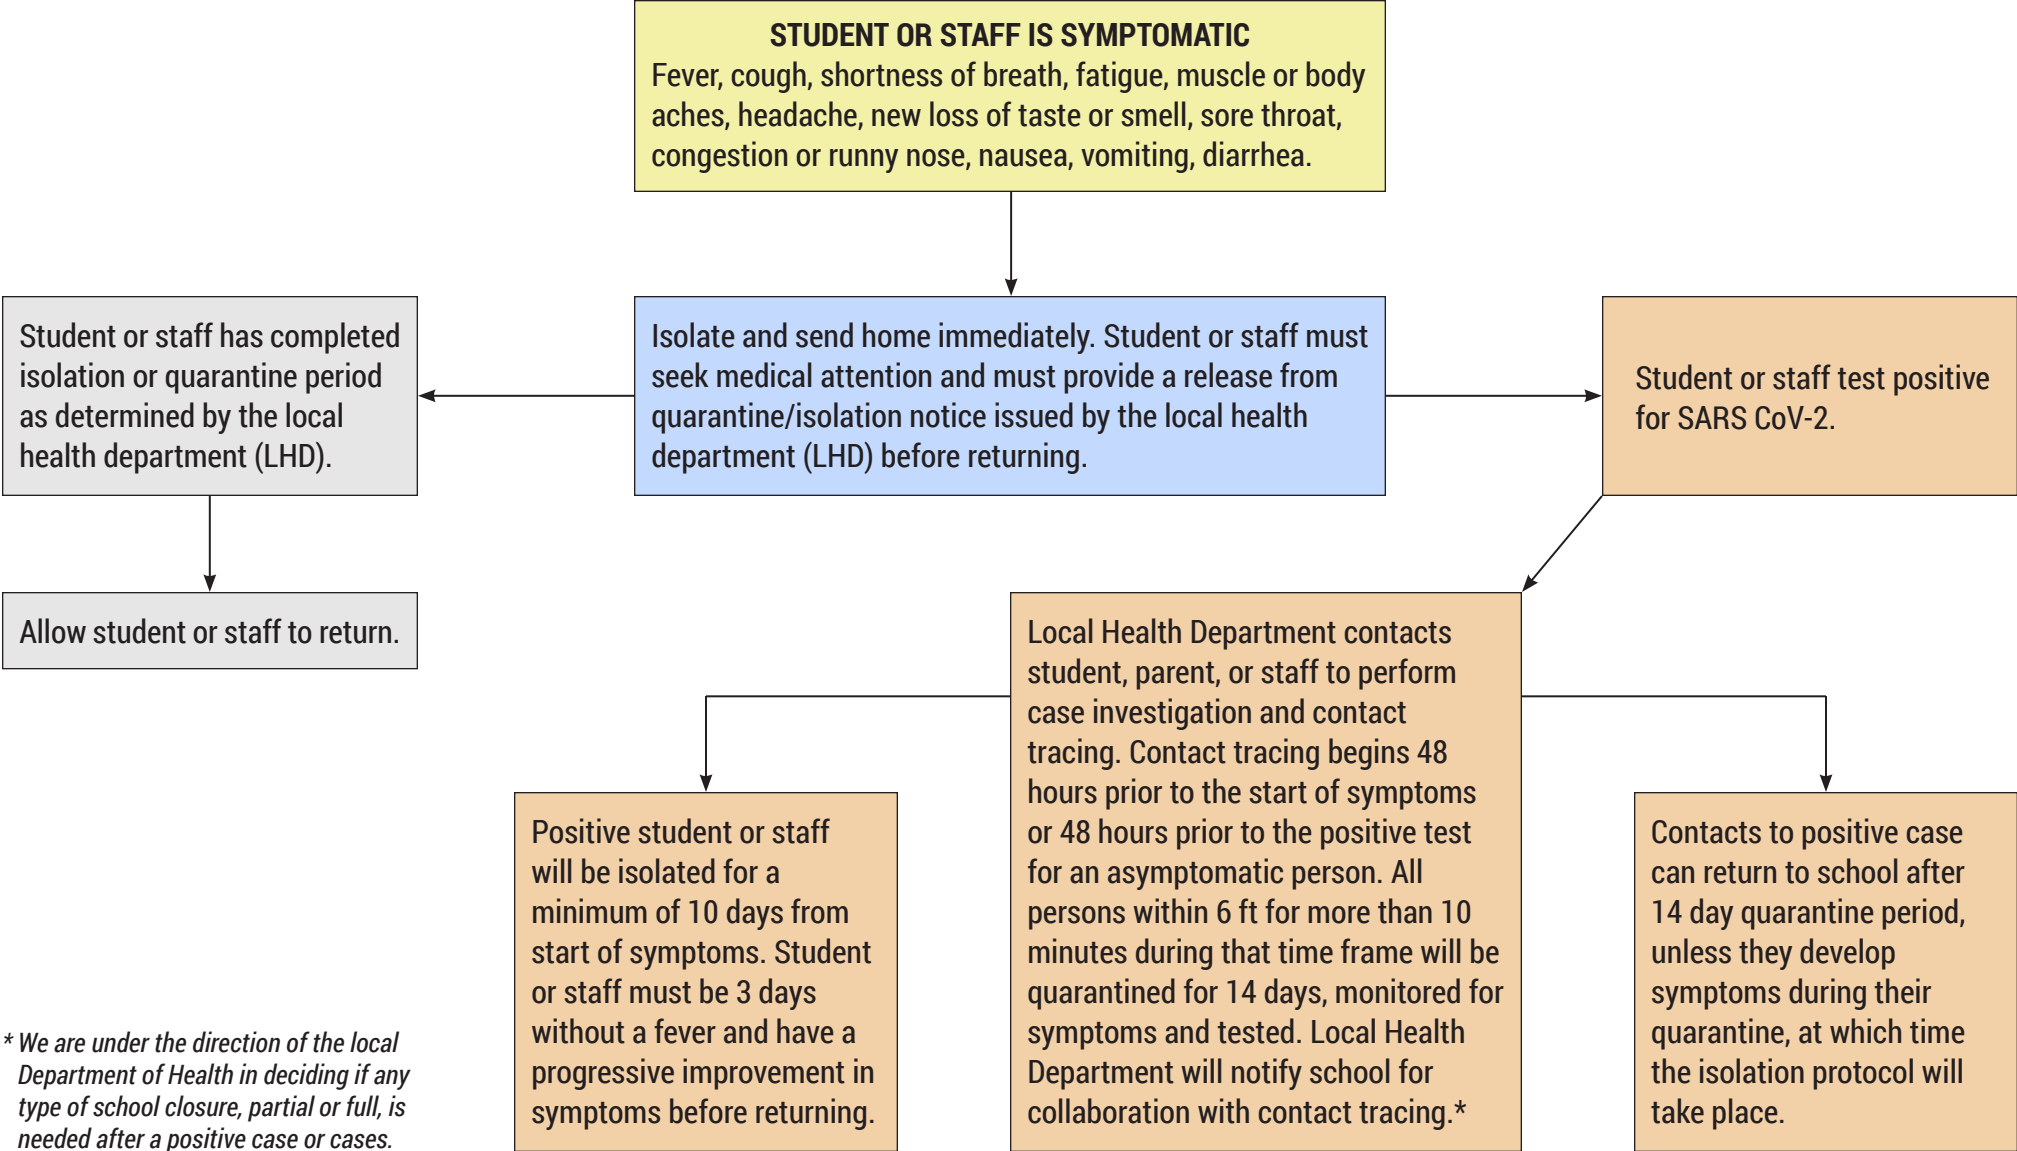 STUDENT OR STAFF IS SYMPTOMATIC
Fever, cough, shortness of breath, fatigue, muscle or body
aches, headache, new loss of taste or smell, sore throat,
congestion or runny nose, nausea, vomiting, diarrhea.
Student or staff has completed
isolation or quarantine period
as determined by the local
health department (LHD).
Isolate and send home immediately. Student or staff must
seek medical attention and must provide a release from
quarantine/isolation notice issued by the local health
department (LHD) before returning.
Student or staff test positive
for SARS CoV-2.
Allow student or staff to return.
Local Health Department contacts
student, parent, or staff to perform
case investigation and contact
tracing. Contact tracing begins 48
hours prior to the start of symptoms
or 48 hours prior to the positive test
for an asymptomatic person. All
persons within 6 ft for more than 10
minutes during that time frame will be
quarantined for 14 days, monitored for
symptoms and tested. Local Health
Department will notify school for
collaboration with contact tracing.*
Positive student or staff
will be isolated for a
minimum of 10 days from
start of symptoms. Student
or staff must be 3 days
without a fever and have a
progressive improvement in
symptoms before returning.
Contacts to positive case
can return to school after
14 day quarantine period,
unless they develop
symptoms during their
quarantine, at which time
the isolation protocol will
take place.
* We are under the direction of the local
Department of Health in deciding if any
type of school closure, partial or full, is
needed after a positive case or cases.